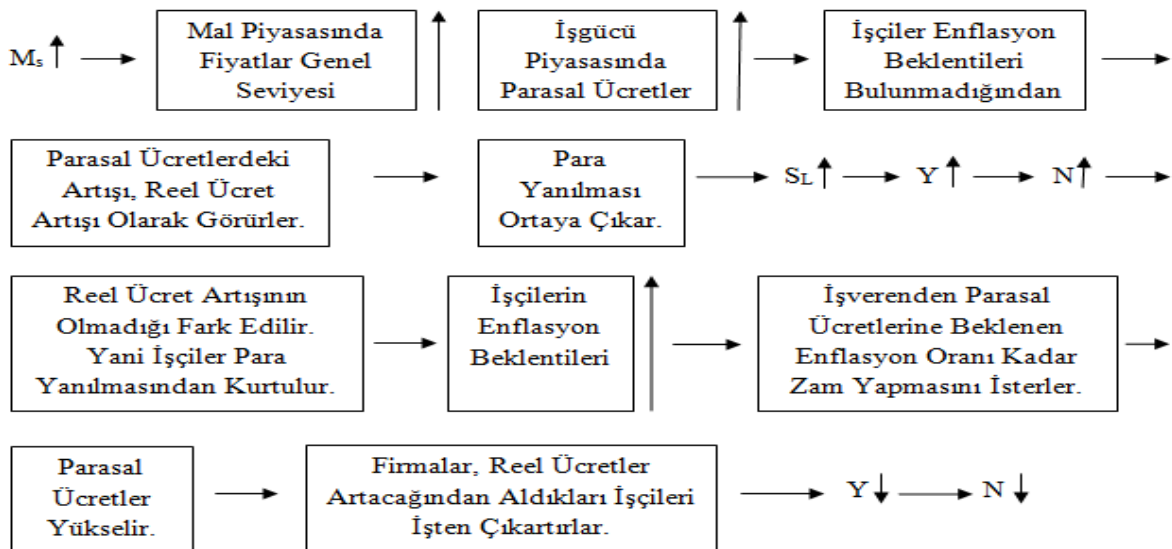 Mₛ
Mal Piyasasında
Fiyatlar Genel
Seviyesi
İşgücü
Piyasasında
Parasal Ücretler
İşçiler Enflasyon
Beklentileri
Bulunmadığından
Parasal Ücretlerdeki
Artışı, Reel Ücret
Artışı Olarak Görürler.
Para
Yanılması
Ortaya Çıkar.
S_L
Y
N
Reel Ücret Artışının
Olmadığı Fark Edilir.
Yani İşçiler Para
Yanılmasından Kurtulur.
İşçilerin
Enflasyon
Beklentileri
İşverenden Parasal
Ücretlerine Beklenen
Enflasyon Oranı Kadar
Zam Yapmasını İsterler.
Parasal
Ücretler
Yükselir.
Firmalar, Reel Ücretler
Artacağından Aldıkları İşçileri
İşten Çıkartırlar.
Y
N